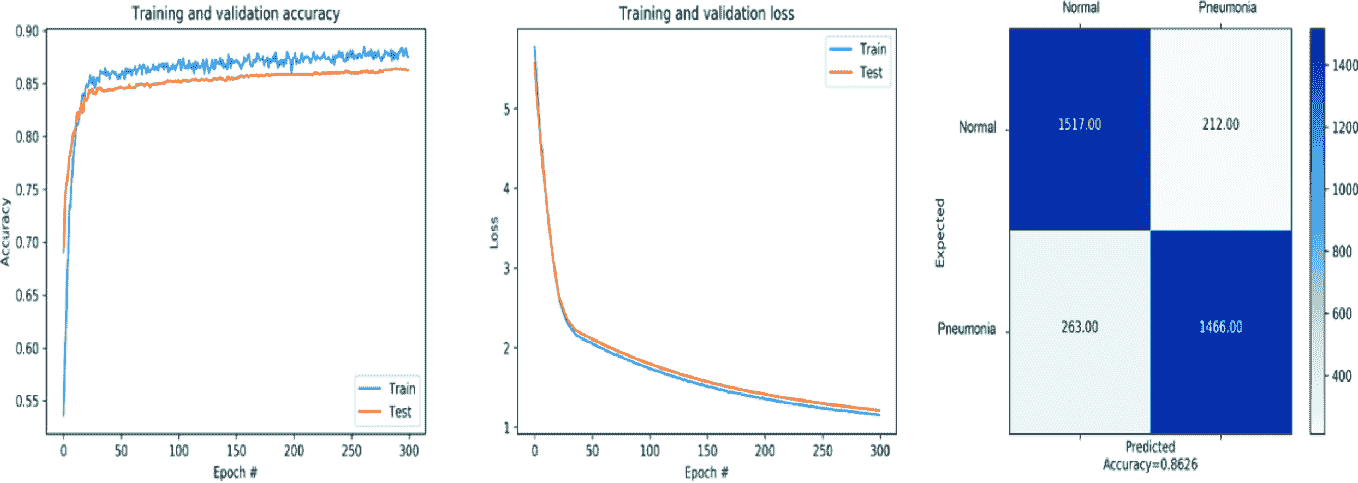 Training and validation accuracy
0.90
0.85
0.80
0.75
0.70
0.65
0.60
0.55
Accuracy
0 50 100 150 200 250 300
Epoch #
Train
Test
Training and validation loss
5
4
3
2
1
Loss
0 50 100 150 200 250 300
Epoch #
Train
Test
Normal Pneumonia
Normal
Pneumonia
Expected
1517.00 212.00
263.00 1466.00
Predicted
Accuracy=0.8626
1400
1200
1000
800
600
400